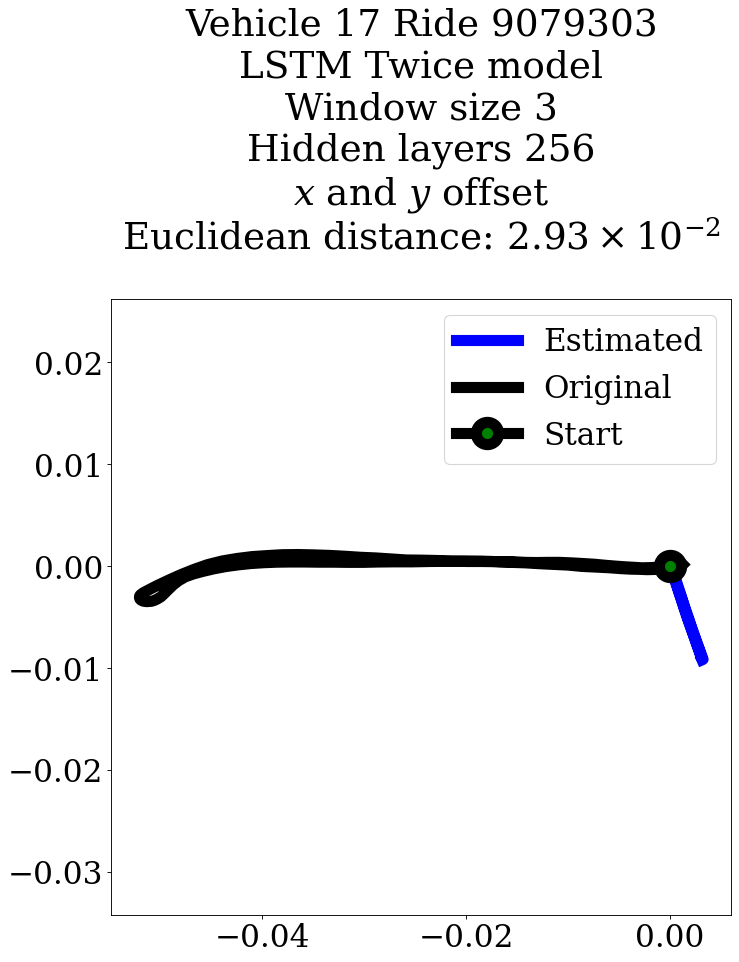 Vehicle 17 Ride 9079303
LSTM Twice model
Window size 3
Hidden layers 256
x and y offset
Euclidean distance: 2.93 × 10⁻²
Estimated
Original
Start
0.02
0.01
0.00
−0.01
−0.02
−0.03
−0.04
−0.02
0.00